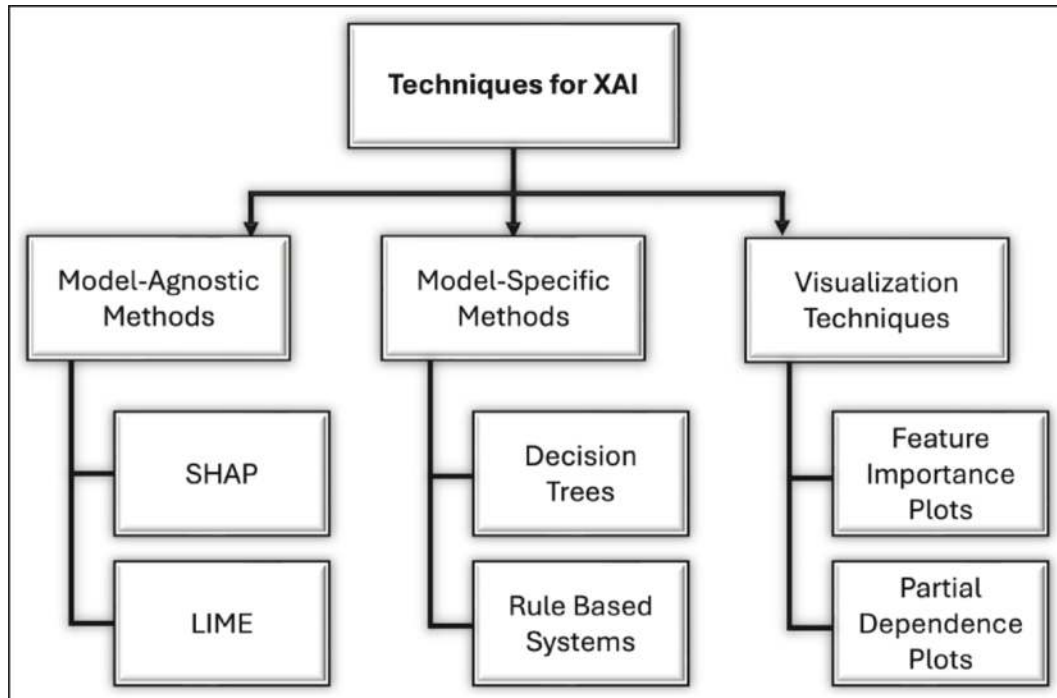 Techniques for XAI
Model-Agnostic
Methods
Model-Specific
Methods
Visualization
Techniques
SHAP
LIME
Decision
Trees
Rule Based
Systems
Feature
Importance
Plots
Partial
Dependence
Plots